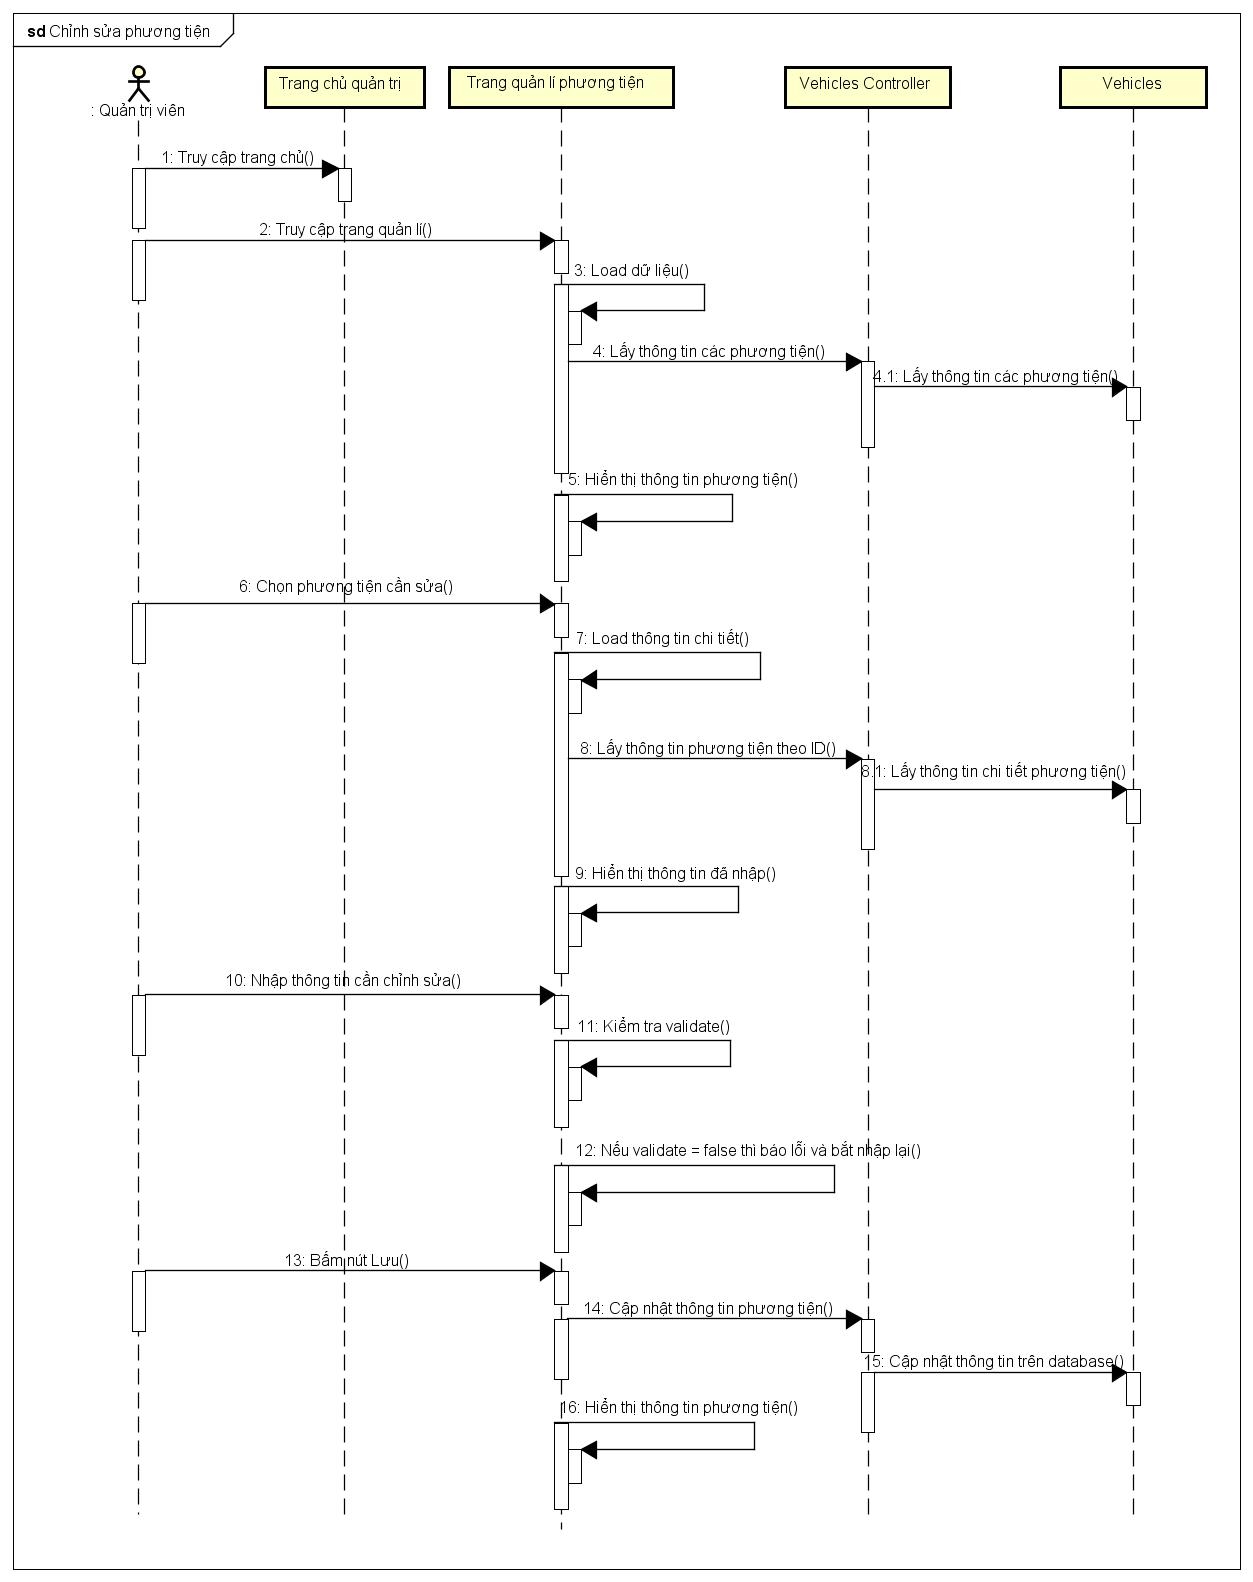 sd Chỉnh sửa phương tiện
: Quản trị viên
Trang chủ quản trị
Trang quản lí phương tiện
Vehicles Controller
Vehicles
1: Truy cập trang chủ()
2: Truy cập trang quản lí()
3: Load dữ liệu()
4: Lấy thông tin các phương tiện()
4.1: Lấy thông tin các phương tiện()
5: Hiển thị thông tin phương tiện()
6: Chọn phương tiện cần sửa()
7: Load thông tin chi tiết()
8: Lấy thông tin phương tiện theo ID()
8.1: Lấy thông tin chi tiết phương tiện()
9: Hiển thị thông tin đã nhập()
10: Nhập thông tin cần chỉnh sửa()
11: Kiểm tra validate()
12: Nếu validate = false thì báo lỗi và bắt nhập lại()
13: Bấm nút Lưu()
14: Cập nhật thông tin phương tiện()
15: Cập nhật thông tin trên database()
16: Hiển thị thông tin phương tiện()